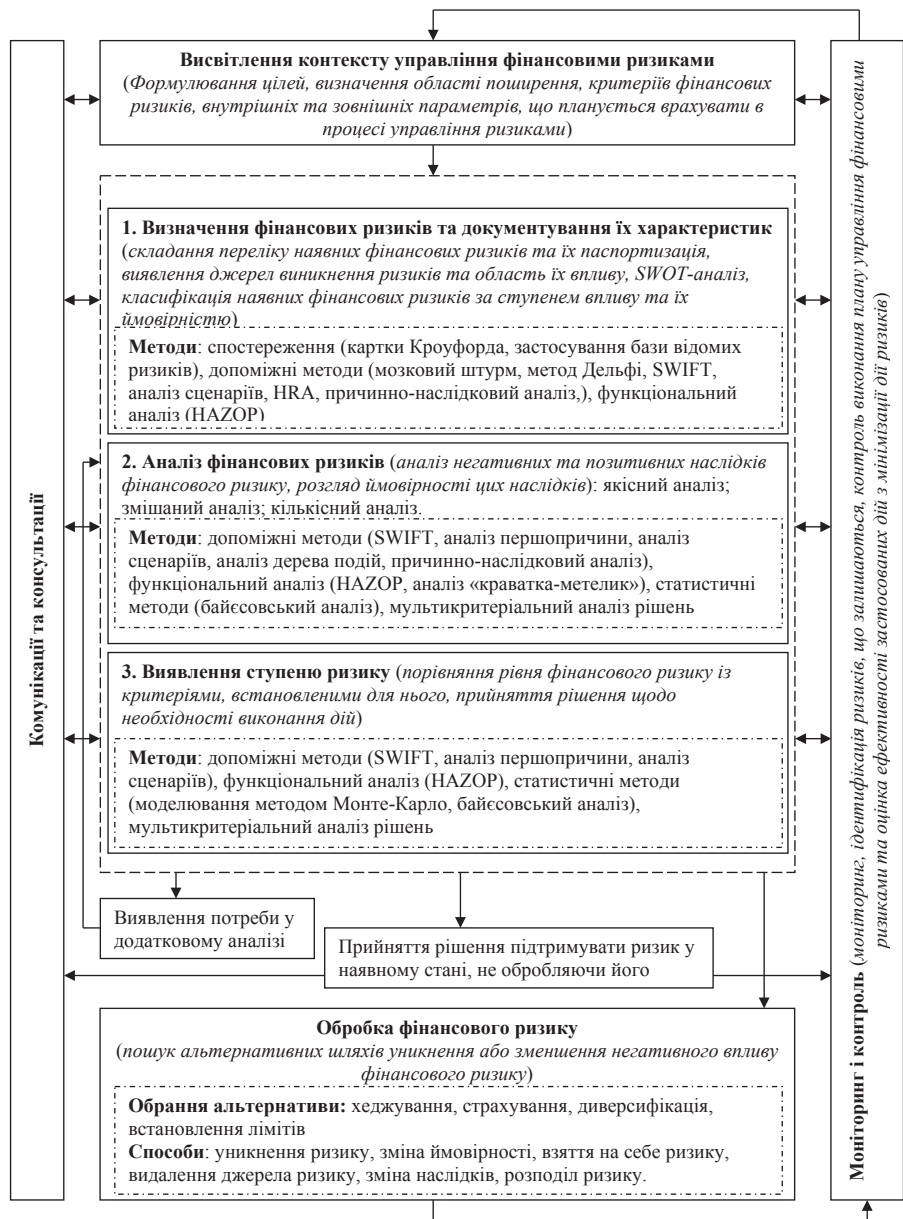 Комунікації та консультації
Висвітлення контексту управління фінансовими ризиками
(Формулювання цілей, визначення області поширення, критеріїв фінансових
ризиків, внутрішніх та зовнішніх параметрів, що планується врахувати в
процесі управління ризиками)
1. Визначення фінансових ризиків та документування їх характеристик
(складання переліку наявних фінансових ризиків та їх паспортизація,
виявлення джерел виникнення ризиків та область їх впливу, SWOT-аналіз,
класифікація наявних фінансових ризиків за ступенем впливу та їх
ймовірністю)
Методи: спостереження (картки Кроуфорда, застосування бази відомих
ризиків), допоміжні методи (мозковий штурм, метод Дельфі, SWIFT,
аналіз сценаріїв, HRA, причинно-наслідковий аналіз,), функціональний
аналіз (HAZOP)
2. Аналіз фінансових ризиків (аналіз негативних та позитивних наслідків
фінансового ризику, розгляд ймовірності цих наслідків): якісний аналіз;
змішаний аналіз; кількісний аналіз.
Методи: допоміжні методи (SWIFT, аналіз першопричини, аналіз
сценаріїв, аналіз дерева подій, причинно-наслідковий аналіз),
функціональний аналіз (HAZOP, аналіз «краватка-метелик»), статистичні
методи (байєсовський аналіз), мультикритеріальний аналіз рішень
3. Виявлення ступеню ризику (порівняння рівня фінансового ризику із
критеріями, встановленими для нього, прийняття рішення щодо
необхідності виконання дій)
Методи: допоміжні методи (SWIFT, аналіз першопричини, аналіз
сценаріїв), функціональний аналіз (HAZOP), статистичні методи
(моделювання методом Монте-Карло, байєсовський аналіз),
мультикритеріальний аналіз рішень
Виявлення потреби у
додатковому аналізі
Прийняття рішення підтримувати ризик у
наявному стані, не обробляючи його
Обробка фінансового ризику
(пошук альтернативних шляхів уникнення або зменшення негативного впливу
фінансового ризику)
Обрання альтернативи: хеджування, страхування, диверсифікація,
встановлення лімітів
Способи: уникнення ризику, зміна ймовірності, взяття на себе ризику,
видалення джерела ризику, зміна наслідків, розподіл ризику.
Моніторинг і контроль (моніторинг, ідентифікація ризиків, що залишаються, контроль виконання плану управління фінансовими
ризиками та оцінка ефективності застосованих дій з мінімізації дії ризиків)